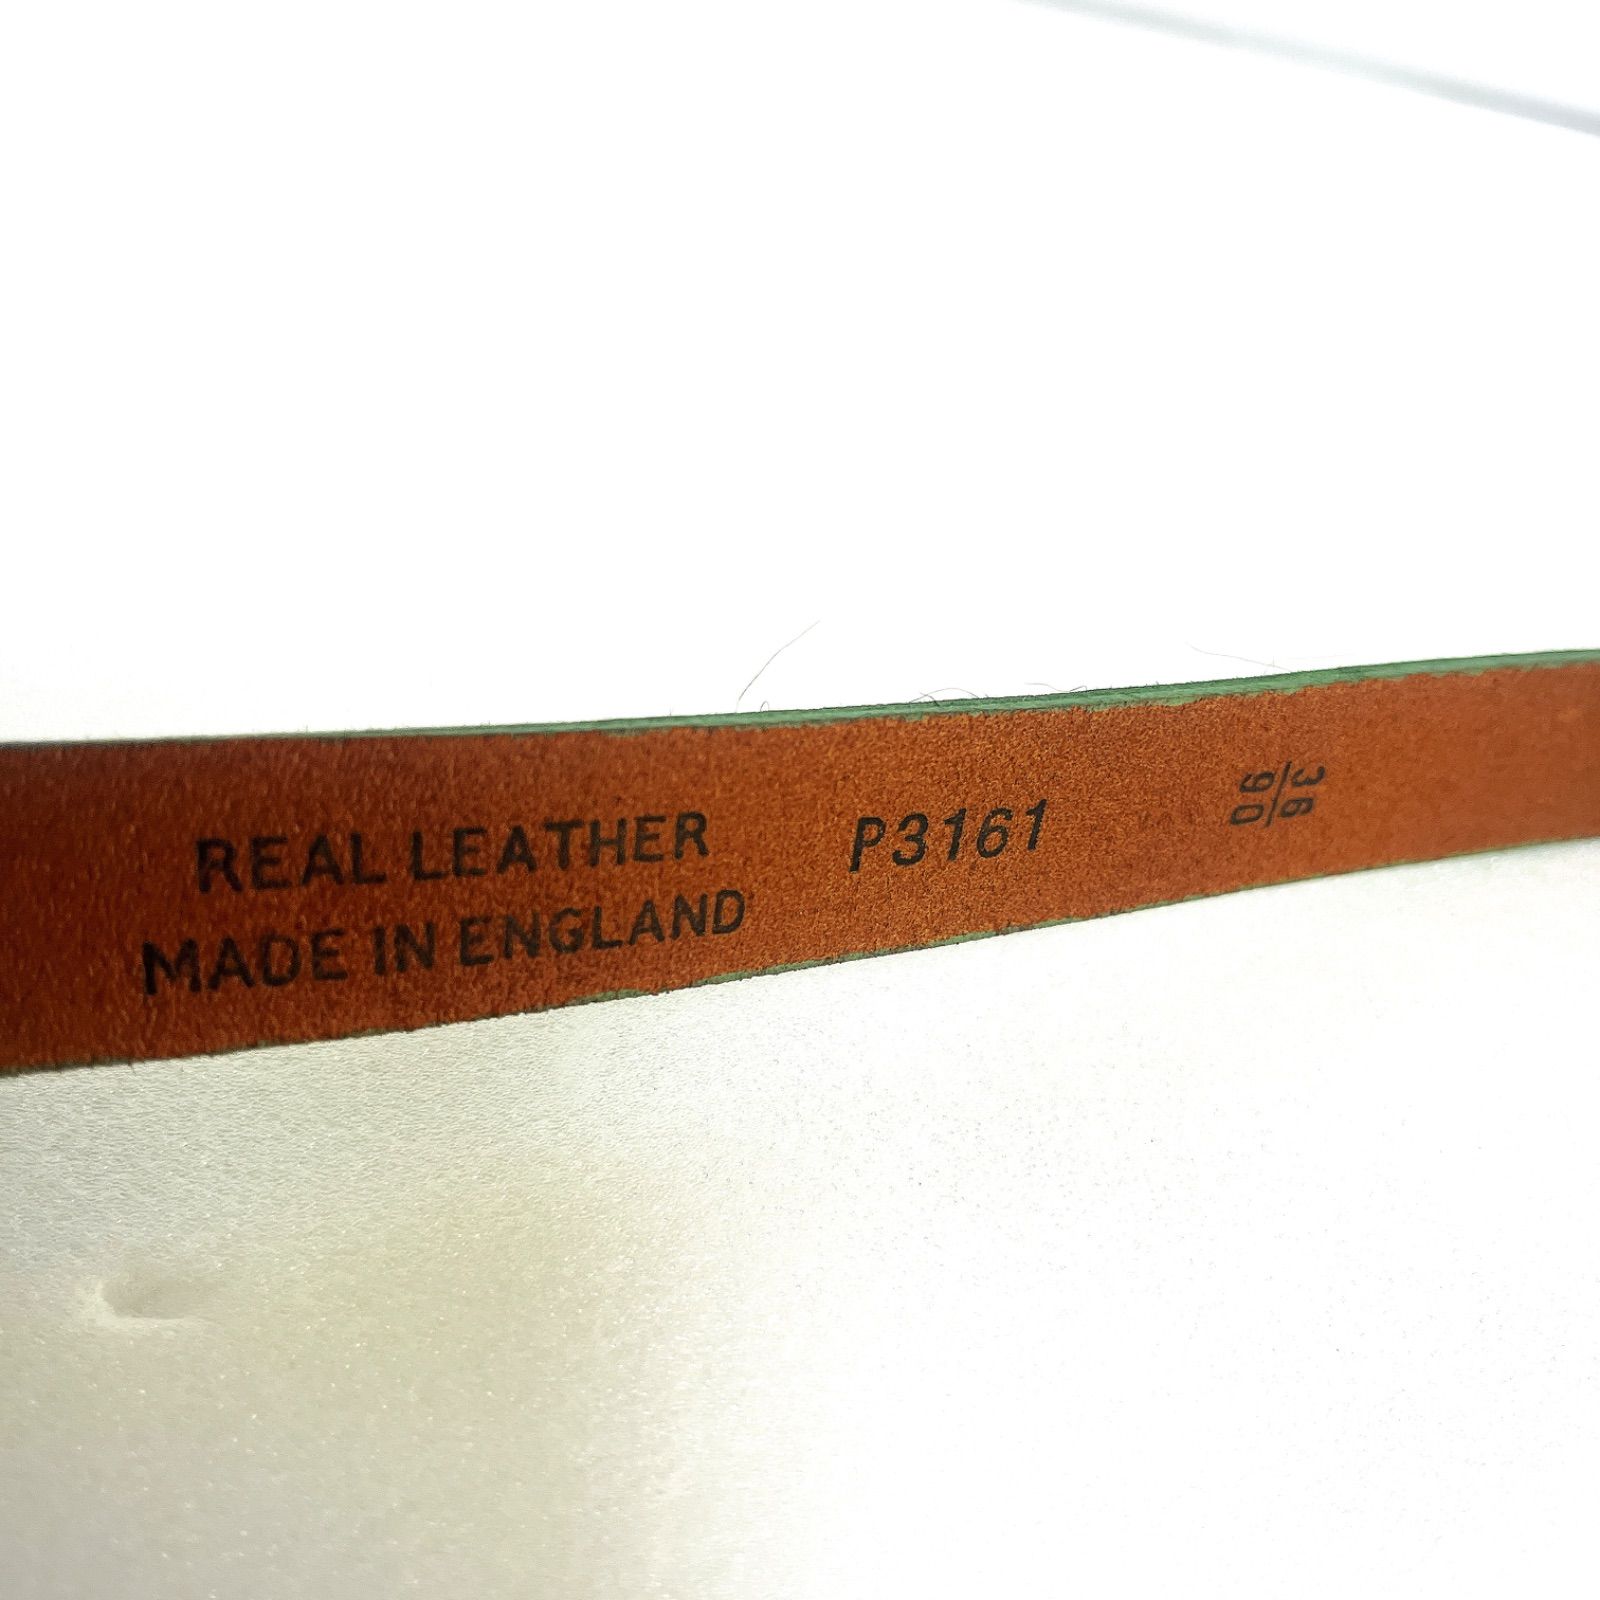 REAL LEATHER
MADE IN ENGLAND
P3161
36/90